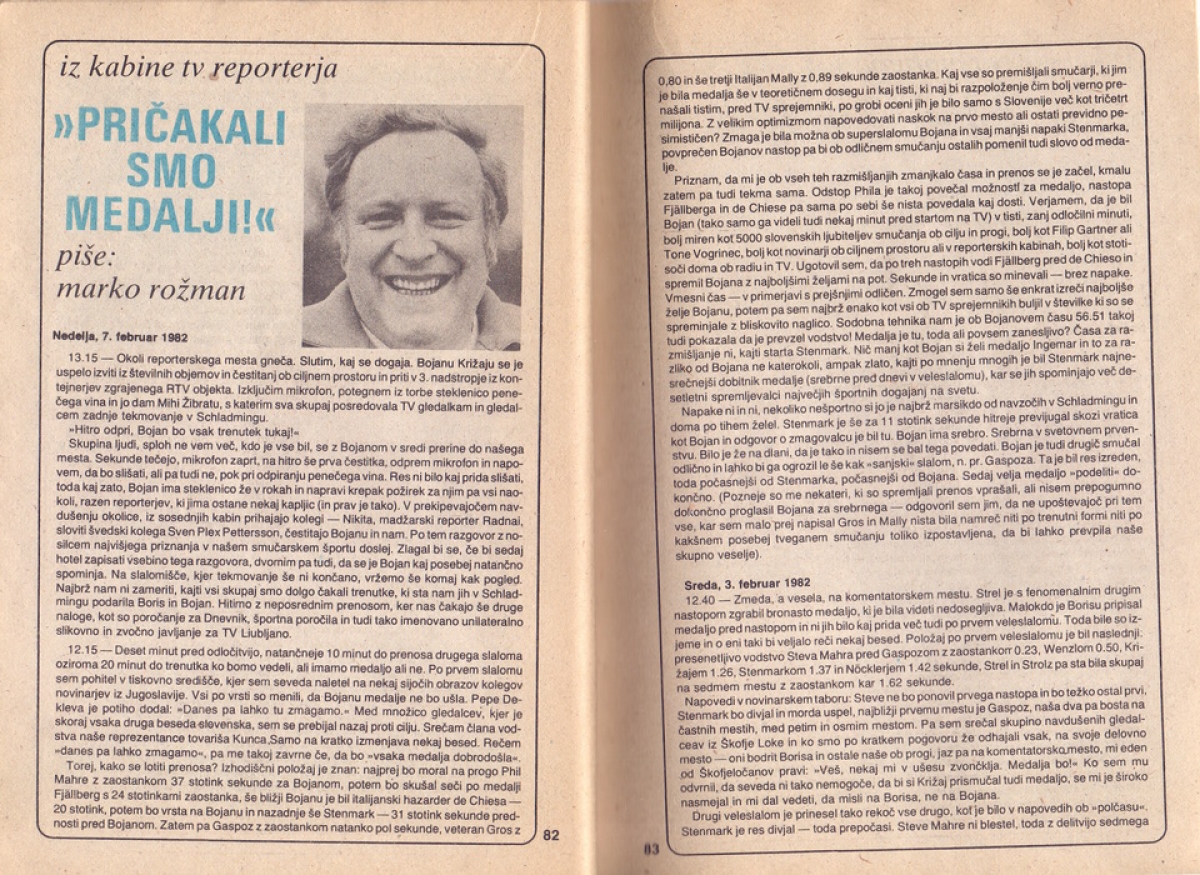 iz kabine tv reporterja
»PRIČAKALI
SMO
MEDALJI!«
piše:
marko rožman
Nedelja, 7. februar 1982
13.15 — Okoli reporterskega mesta gneča. Slutim, kaj se dogaja. Bojanu Križaju se je
uspelo izviti iz številnih objemov in čestitanj ob ciljnem prostoru in priti v 3. nadstropje iz kon-
tejnerjev zgrajenega RTV objekta. Izključim mikrofon, potegnem iz torbe steklenico pene-
čega vina in jo dam Mihi Žibratu, s katerim sva skupaj posredovala TV gledalkam in gledal-
cem zadnje tekmovanje v Schladmingu.
»Hitro odpri, Bojan bo vsak trenutek tukaj!«
Skupina ljudi, sploh ne vem več, kdo je vse bil, se z Bojanom v sredi prerine do našega
mesta. Sekunde tečejo, mikrofon zaprt, na hitro še prva čestitka, odprem mikrofon in napo-
vem, da bo slišati, ali pa tudi ne, pok pri odpiranju penečega vina. Res ni bilo kaj prida slišati,
toda kaj zato, Bojan ima steklenico že v rokah in napravi krepak požirek za njim pa vsi nao-
koli, razen reporterjev, ki jima ostane nekaj kapljic (in prav je tako). V prekipevajočem nav-
dušenju okolice, iz sosednjih kabin prihajajo kolegi — Nikita, madžarski reporter Radnai,
sloviti švedski kolega Sven Plex Pettersson, čestitajo Bojanu in nam. Po tem razgovor z no-
silcem najvišjega priznanja v našem smučarskem športu doslej. Zlagal bi se, če bi sedaj
hotel zapisati vsebino tega razgovora, dvomim pa tudi, da se je Bojan kaj posebej natančno
spominja. Na slalomišče, kjer tekmovanje še ni končano, vržemo še komaj kak pogled.
Najbrž nam ni zameriti, kajti vsi skupaj smo dolgo čakali trenutke, ki sta nam jih v Schlad-
mingu podarila Boris in Bojan. Hitimo z neposrednim prenosom, ker nas čakajo še druge
naloge, kot so poročanje za Dnevnik, športna poročila in tudi tako imenovano unilateralno
slikovno in zvočno javljanje za TV Liubljano.
12.15 — Deset minut pred odločitvijo, natančneje 10 minut do prenosa drugega slaloma
oziroma 20 minut do trenutka ko bomo vedeli, ali imamo medaljo ali ne. Po prvem slalomu
sem pohitel v tiskovno središče, kjer sem seveda naletel na nekaj sijočih obrazov kolegov
novinarjev iz Jugoslavije. Vsi po vrsti so menili, da Bojanu medalje ne bo ušla. Pepe De-
kleva je potiho dodal: »Danes pa lahko tu zmagamo.« Med množico gledalcev, kjer je
skoraj vsaka druga beseda slovenska, sem se prebijal nazaj proti cilju. Srečam člana vod-
stva naše reprezentance tovariša Kunca,Samo na kratko izmenjava nekaj besed. Rečem
»danes pa lahko zmagamo«, pa me takoj zavrne če, da bo »vsaka medalja dobrodošla«.
Torej, kako se lotiti prenosa? Izhodiščni položaj je znan: najprej bo moral na progo Phil
Mahre z zaostankom 37 stotink sekunde za Bojanom, potem bo skušal seči po medalji
Fjällberg s 24 stotinkami zaostanka, še bližji Bojanu je bil italijanski hazarder de Chiesa —
20 stotink, potem bo vrsta na Bojanu in nazadnje še Stenmark — 31 stotink sekunde pred-
nosti pred Bojanom. Zatem pa Gaspoz z zaostankom natanko pol sekunde, veteran Gros z
82
0,80 in še tretji Italijan Mally z 0,89 sekunde zaostanka. Kaj vse so premišljali smučarji, ki jim
je bila medalja še v teoretičnem dosegu in kaj tisti, ki naj bi razpoloženje čim bolj verno pre-
našali tistim, pred TV sprejemniki, po grobi oceni jih je bilo samo s Slovenije več kot tričetrt
milijona. Z velikim optimizmom napovedovati naskok na prvo mesto ali ostati previdno pe-
simističen? Zmaga je bila možna ob superslalomu Bojana in vsaj manjši napaki Stenmarka,
povprečen Bojanov nastop pa bi ob odličnem smučanju ostalih pomenil tudi slovo od meda-
lje.
Priznam, da mi je ob vseh teh razmišljanjih zmanjkalo časa in prenos se je začel, kmalu
zatem pa tudi tekma sama. Odstop Phila je takoj povečal možnosti za medaljo, nastopa
Fjällberga in de Chiese pa sama po sebi še nista povedala kaj dosti. Verjamem, da je bil
Bojan (tako samo ga videli tudi nekaj minut pred startom na TV) v tisti, zanj odločilni minuti,
bolj miren kot 5000 slovenskih ljubiteljev smučanja ob cilju in progi, bolj kot Filip Gartner ali
Tone Vogrinec, bolj kot novinarji ob ciljnem prostoru ali v reporterskih kabinah, bolj kot stoti-
soči doma ob radiu in TV. Ugotovil sem, da po treh nastopih vodi Fjällberg pred de Chieso in
spremil Bojana z najboljšimi željami na pot. Sekunde in vratica so minevali — brez napake.
Vmesni čas — v primerjavi s prejšnjimi odličen. Zmogel sem samo še enkrat izreči najboljše
želje Bojanu, potem pa sem najbrž enako kot vsi ob TV sprejemnikih buljil v številke ki so se
spreminjale z bliskovito naglico. Sodobna tehnika nam je ob Bojanovem času 56.51 takoj
tudi pokazala da je prevzel vodstvo! Medalja je tu, toda ali povsem zanesljivo? Časa za ra-
zmišljanje ni, kajti starta Stenmark. Nič manj kot Bojan si želi medaljo Ingemar in to za raz-
zliko od Bojana ne katerokoli, ampak zlato, kajti po mnenju mnogih je bil Stenmark najne-
srečnejši dobitnik medalje (srebrne pred dnevi v veleslalomu), kar se jih spominjajo več de-
setletni spremljevalci največjih športnih dogajanj na svetu.
Napake ni in ni, nekoliko nešportno si jo je najbrž marsikdo od navzočih v Schladmingu in
doma po tihem želel. Stenmark je še za 11 stotink sekunde hitreje previjugal skozi vratica
kot Bojan in odgovor o zmagovalcu je bil tu. Bojan ima srebro. Srebrna v svetovnem prven-
stvu. Bilo je že na dlani, da je tako in nisem se bal tega povedati. Bojan je tudi drugič smučal
odlično in lahko bi ga ogrozil le še kak »sanjski« slalom, n. pr. Gaspoza. Ta je bil res izreden,
toda počasnejši od Stenmarka, počasnejši od Bojana. Sedaj velja medaljo »podeliti« do-
končno. (Pozneje so me nekateri, ki so spremljali prenos vprašali, ali nisem prepogumno
dokončno proglasil Bojana za srebrnega — odgovoril sem jim, da ne upoštevajoč pri tem
vse, kar sem malo prej napisal Gros in Mally nista bila namreč niti po trenutni formi niti po
kakšnem posebej tveganem smučanju toliko izpostavljena, da bi lahko prevpila naše
skupno veselje).
Sreda, 3. februar 1982
12.40 — Zmeda, a vesela, na komentatorskem mestu. Strel je s fenomenalnim drugim
nastopom zgrabil bronasto medaljo, ki je bila videti nedosegljiva. Malokdo je Borisu pripisal
medaljo pred nastopom in ni jih bilo kaj prida več tudi po prvem veleslalomu. Toda bile so iz-
jeme in o eni taki bi veljalo reči nekaj besed. Položaj po prvem veleslalomu je bil naslednji:
presenetljivo vodstvo Steva Mahra pred Gaspozom z zaostankom 0.23, Wenzlom 0.50, Kri-
žajem 1.26, Stenmarkom 1.37 in Nöcklerjem 1.42 sekunde, Strel in Strolz pa sta bila skupaj
na sedmem mestu z zaostankom kar 1.62 sekunde.
Napovedi v novinarskem taboru: Steve ne bo ponovil prvega nastopa in bo težko ostal prvi,
Stenmark bo divjal in morda uspel, najbližji prvemu mestu je Gaspoz, naša dva pa bosta na
častnih mestih, med petim in osmim mestom. Pa sem srečal skupino navdušenih gledal-
ceav iz Škofje Loke in ko smo po kratkem pogovoru že odhajali vsak, na svoje delovno
mesto — oni bodrit Borisa in ostale naše ob progi, jaz pa na komentatorsko mesto, mi eden
od Škofjeločanov pravi: »Veš, nekaj mi v ušesu zvončklja. Medalja bo!« Ko sem mu
odvrnil, da seveda ni tako nemogoče, da bi si Križaj prismučal tudi medaljo, se mi je široko
nasmejal in mi dal vedeti, da misli na Borisa, ne na Bojana.
Drugi veleslalom je prinesel tako rekoč vse drugo, kot je bilo v napovedih ob »polčasu«.
Stenmark je res divjal — toda prepočasi. Steve Mahre ni blestel, toda z delitvijo sedmega
83